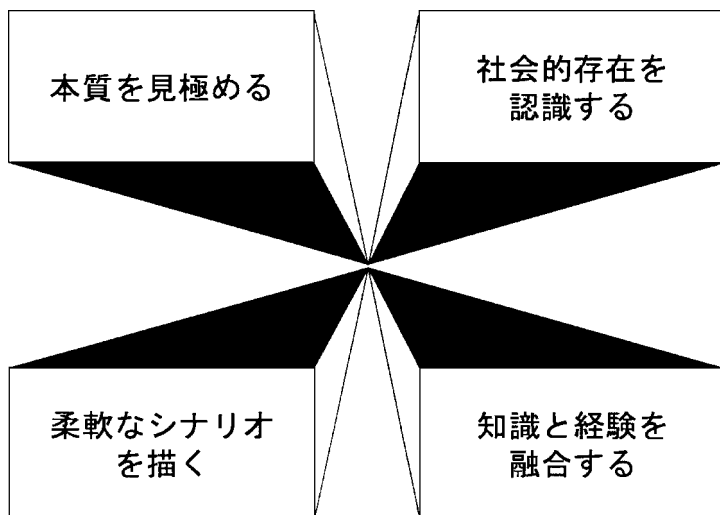 本質を見極める
社会的存在を
認識する
柔軟なシナリオ
を描く
知識と経験を
融合する